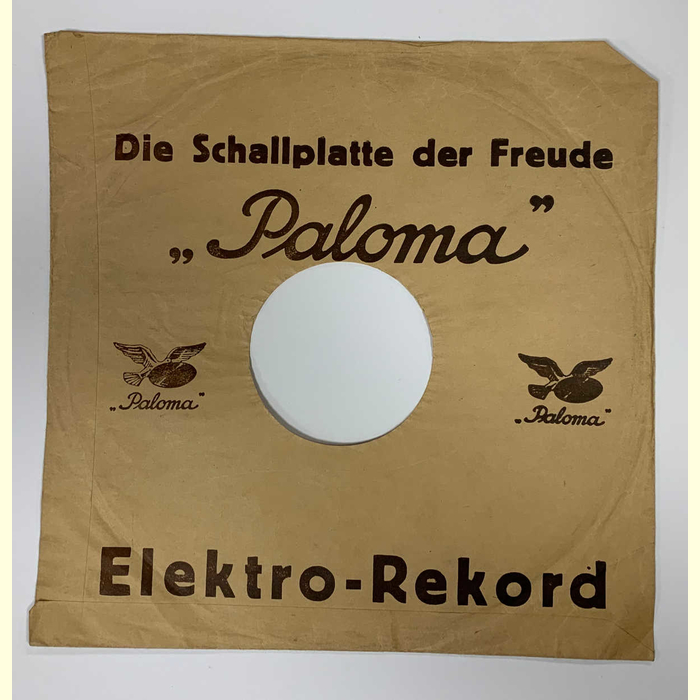 Die Schallplatte der Freude
„Paloma”
„Paloma”
„Paloma”
Elektro-Rekord